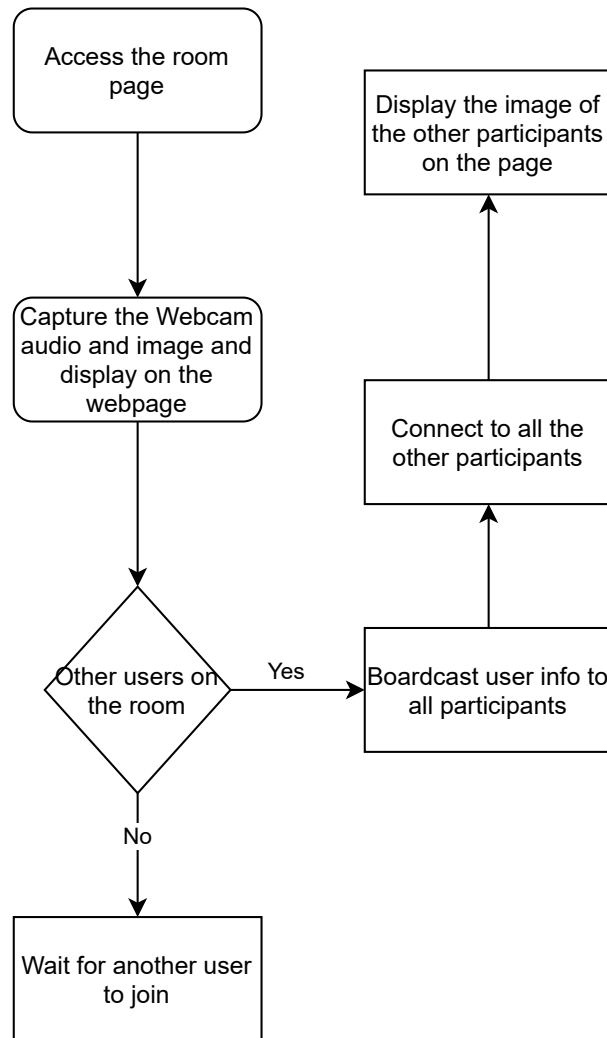 Access the room
page
Capture the Webcam
audio and image and
display on the
webpage
Other users on
the room
Yes
No
Wait for another user
to join
Boardcast user info to
all participants
Connect to all the
other participants
Display the image of
the other participants
on the page